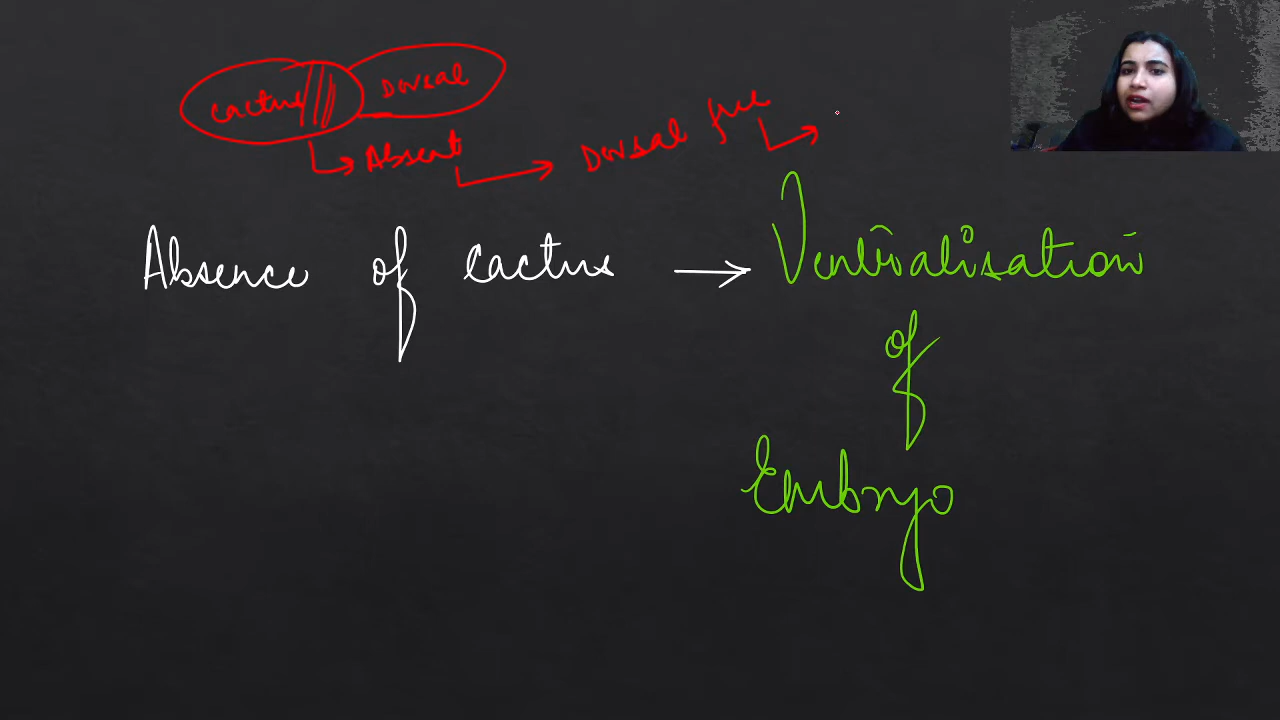 cactus Dorsal
Absent Dorsal free
Absence of cactus → Ventralisation
of
Embryo